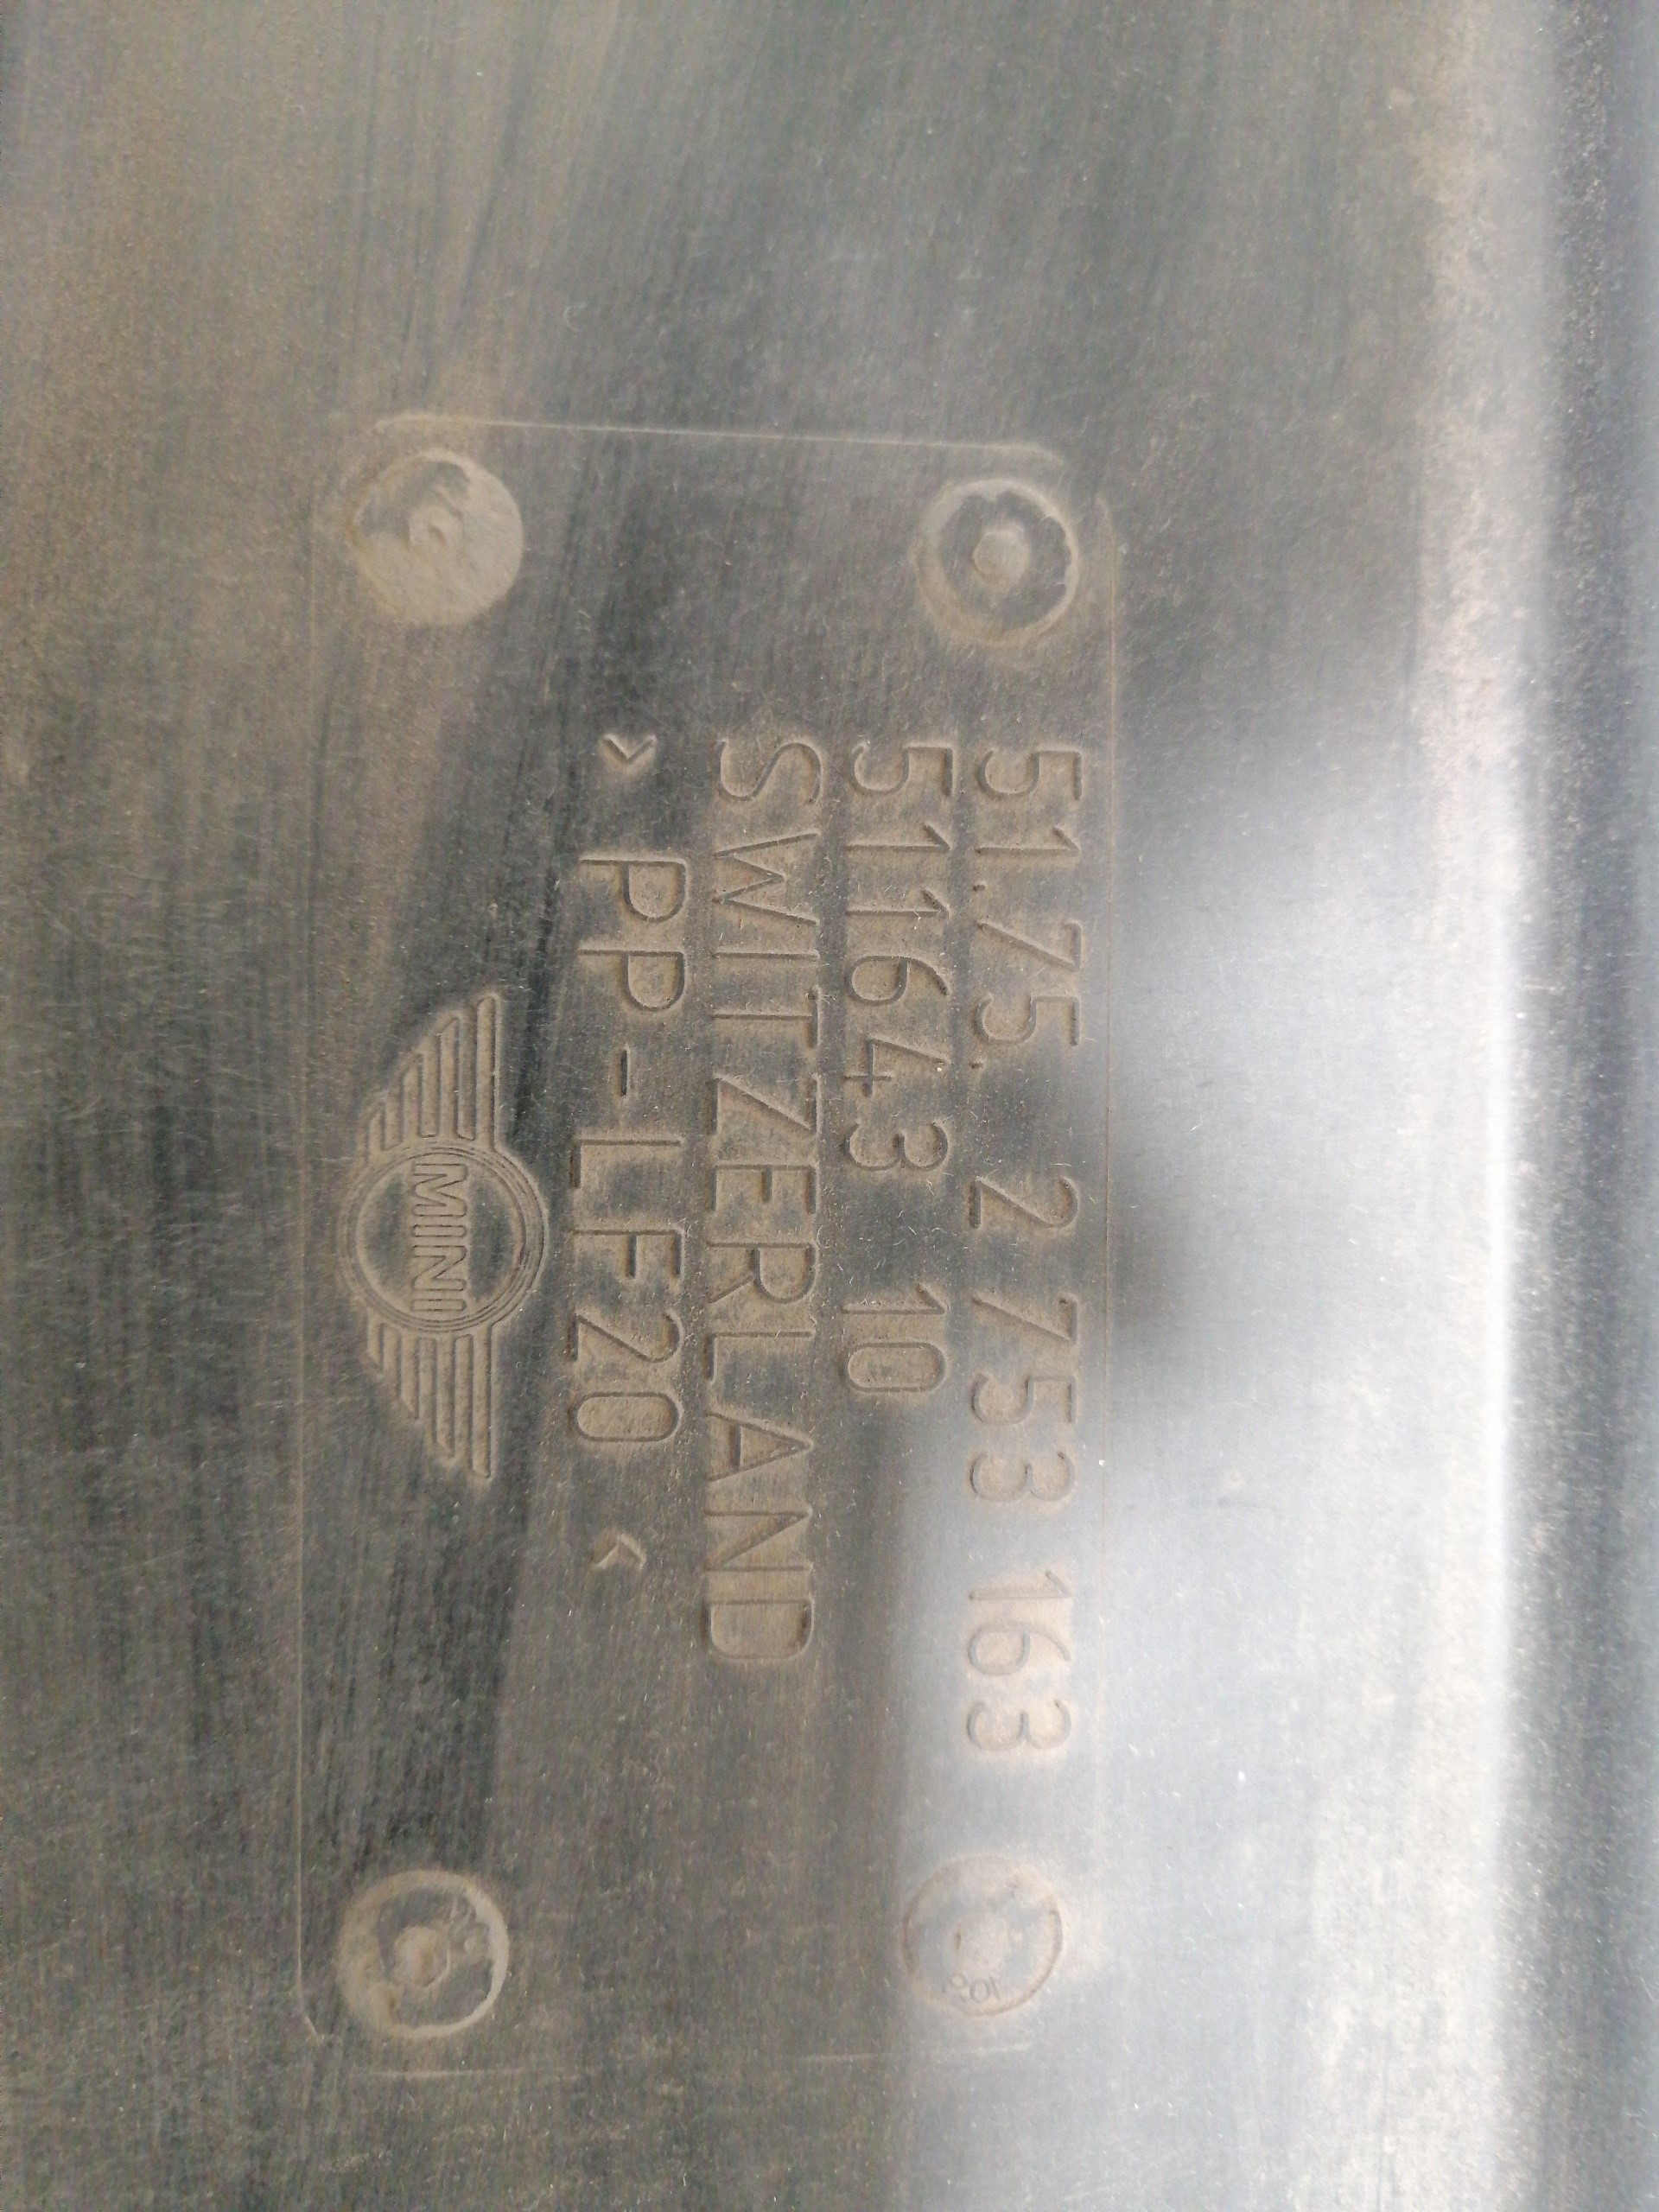 51.75. 2 753 163
511643 10
SWITZERLAND
> PP-LF20 <
MINI